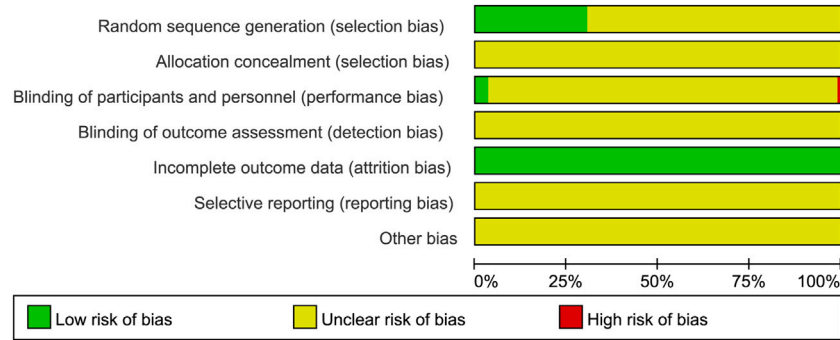 Random sequence generation (selection bias)
Allocation concealment (selection bias)
Blinding of participants and personnel (performance bias)
Blinding of outcome assessment (detection bias)
Incomplete outcome data (attrition bias)
Selective reporting (reporting bias)
Other bias
0% 25% 50% 75% 100%
Low risk of bias Unclear risk of bias High risk of bias